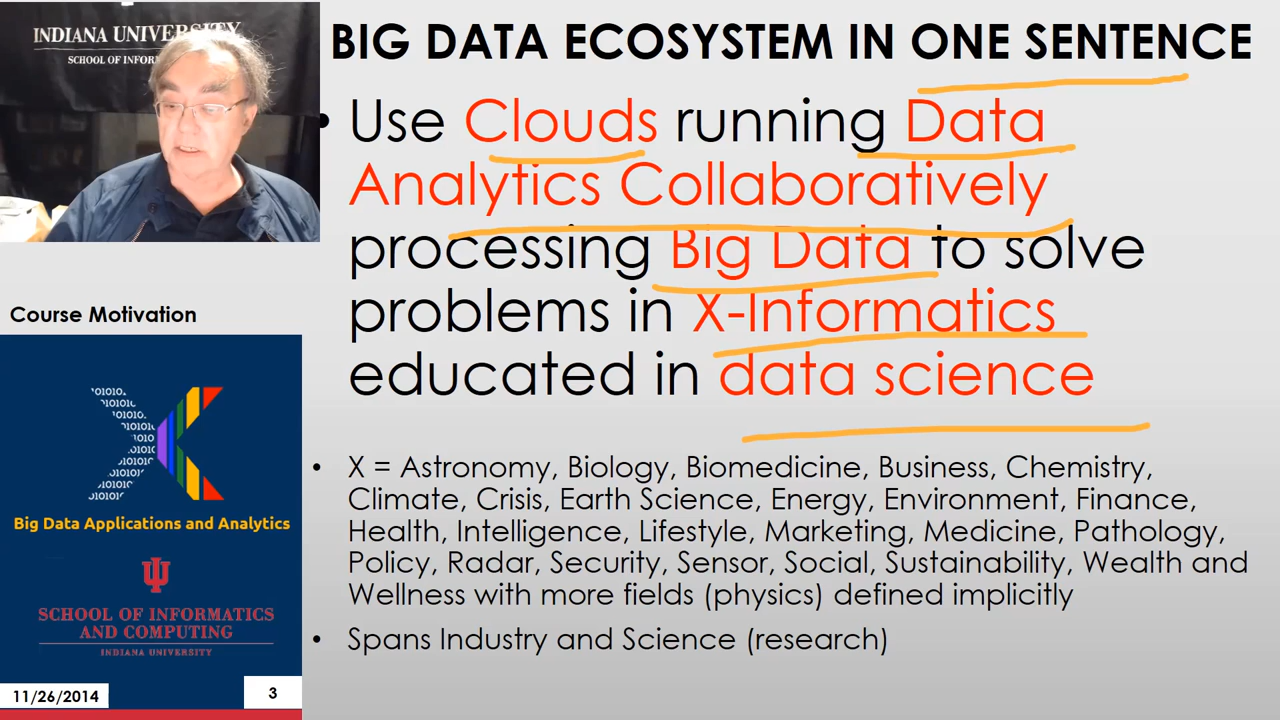 INDIANA UNIVERSITY
SCHOOL OF INFOR
BIG DATA ECOSYSTEM IN ONE SENTENCE
• Use Clouds running Data
Analytics Collaboratively
processing Big Data to solve
problems in X-Informatics
educated in data science
• X = Astronomy, Biology, Biomedicine, Business, Chemistry,
Climate, Crisis, Earth Science, Energy, Environment, Finance,
Health, Intelligence, Lifestyle, Marketing, Medicine, Pathology,
Policy, Radar, Security, Sensor, Social, Sustainability, Wealth and
Wellness with more fields (physics) defined implicitly
• Spans Industry and Science (research)
Course Motivation
Big Data Applications and Analytics
SCHOOL OF INFORMATICS
AND COMPUTING
INDIANA UNIVERSITY
11/26/2014
3